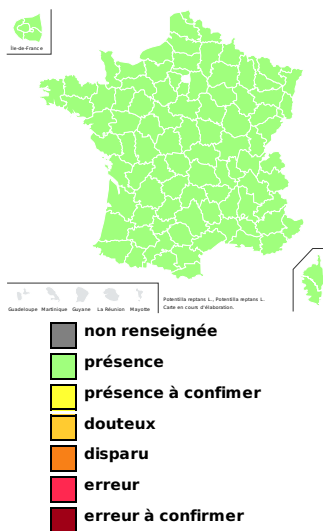 Île-de-France
Guadeloupe Martinique Guyane La Réunion Mayotte
Potentilla reptans L., Potentilla reptans L.
Carte en cours d'élaboration.
non renseignée
présence
présence à confimer
douteux
disparu
erreur
erreur à confirmer